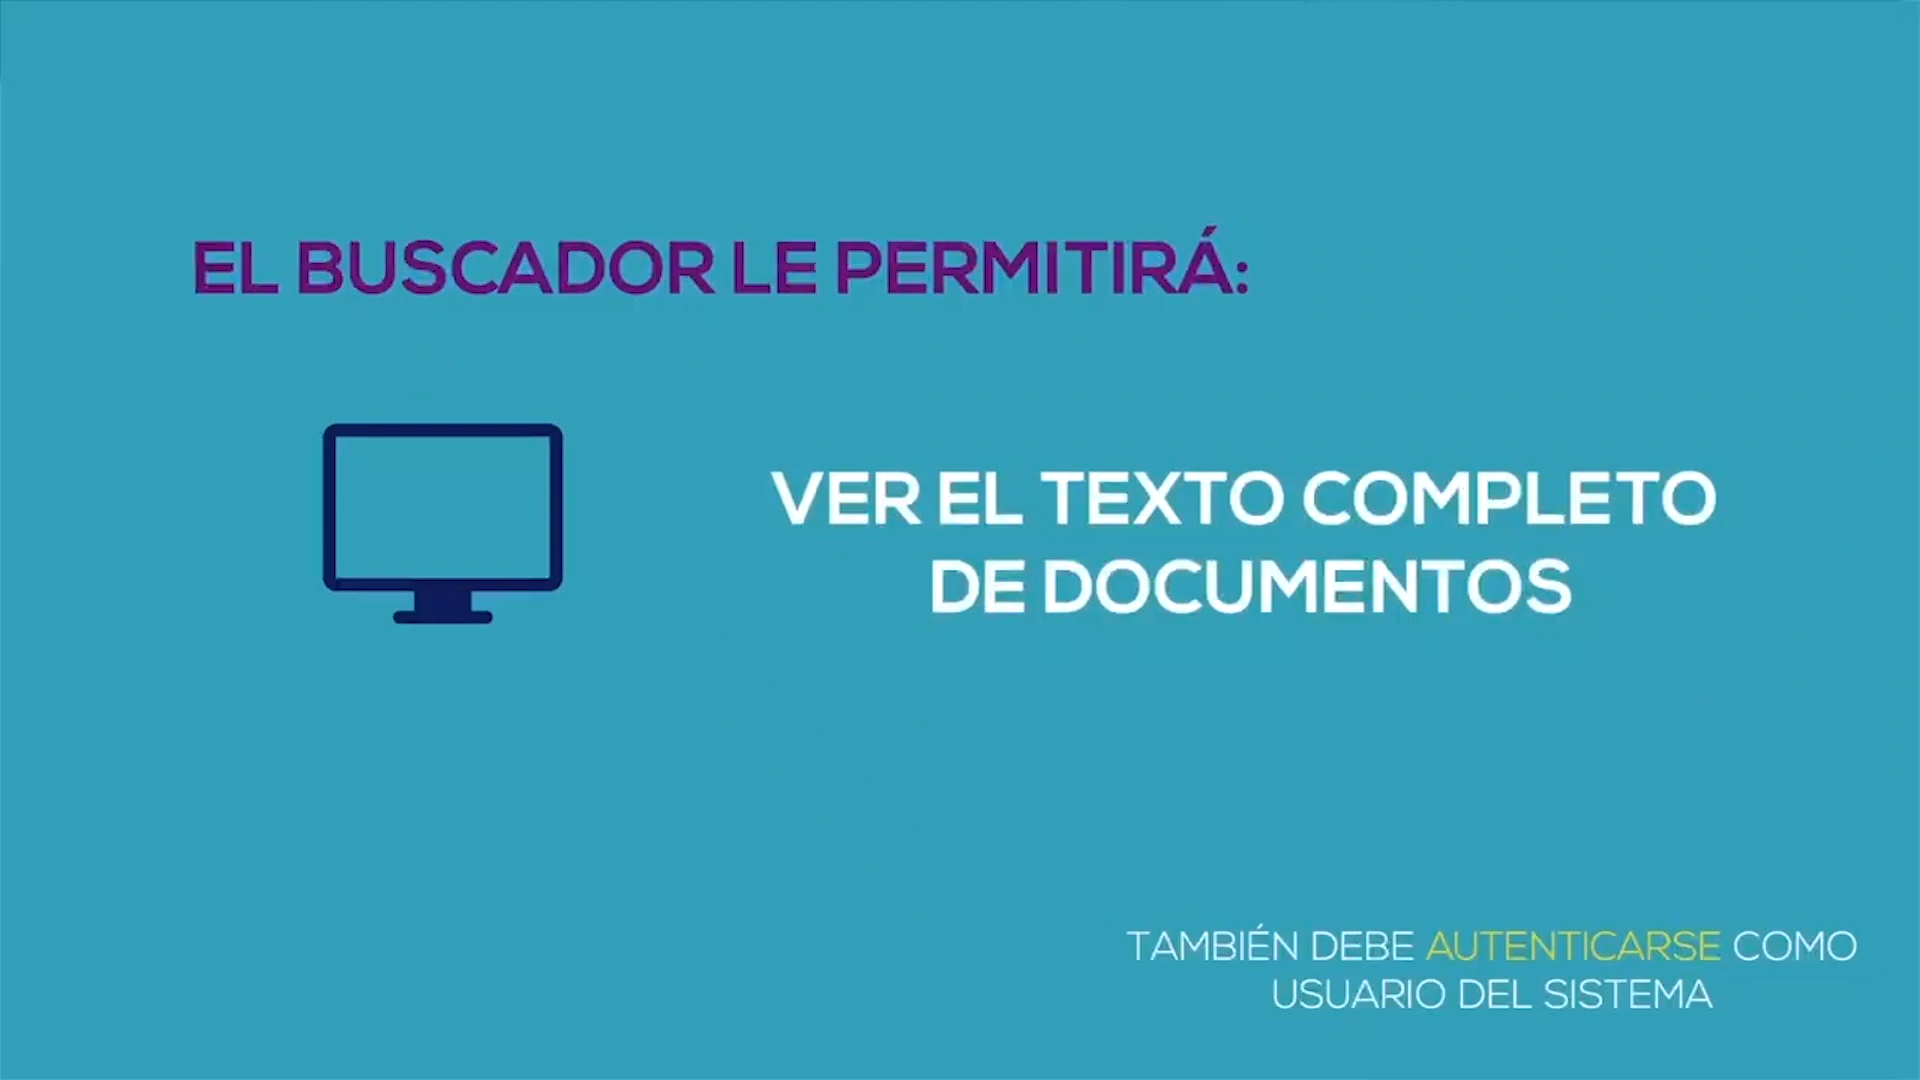 EL BUSCADOR LE PERMITIRÁ:
VER EL TEXTO COMPLETO
DE DOCUMENTOS
TAMBIÉN DEBE AUTENTICARSE COMO
USUARIO DEL SISTEMA